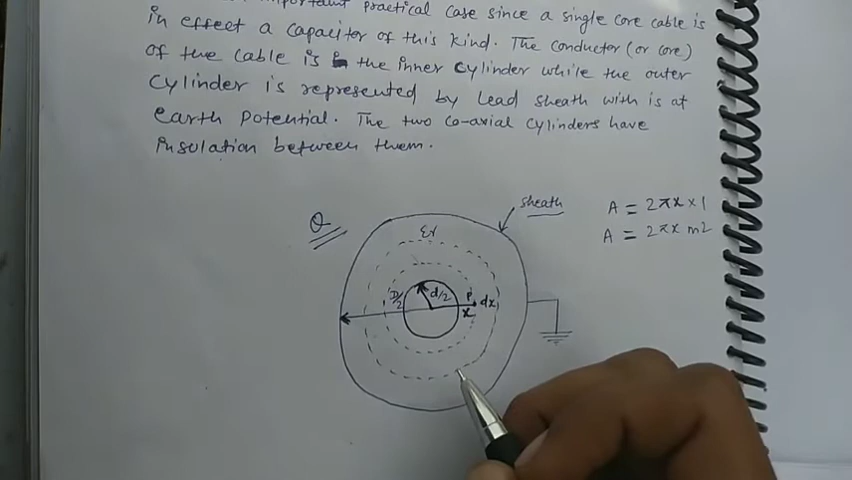 important practical case since a single core cable is
in effect a capacitor of this kind. The conductor (or core)
of the cable is the inner cylinder while the outer
cylinder is represented by lead sheath with is at
earth potential. The two co-axial cylinders have
insulation between them.
sheath
A = 2πx × 1
A = 2πx m2
Q
εr
D/2
d/2
P
dx
x